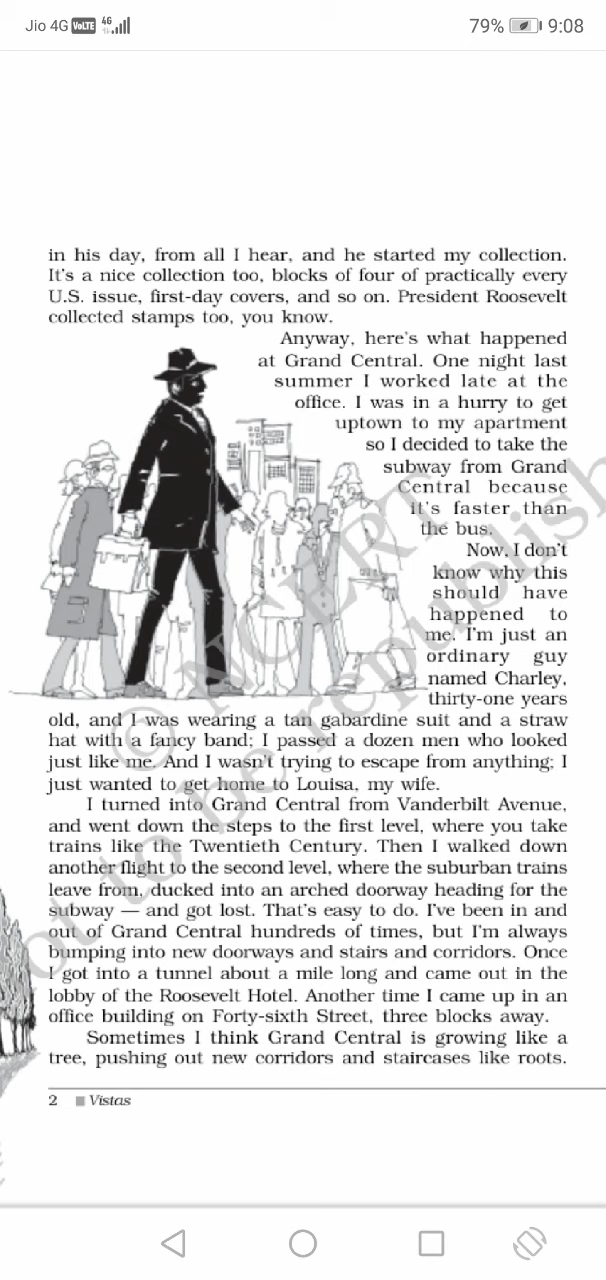 Jio 4G VoLTE 4G 79% 9:08
in his day, from all I hear, and he started my collection.
It's a nice collection too, blocks of four of practically every
U.S. issue, first-day covers, and so on. President Roosevelt
collected stamps too, you know.
Anyway, here's what happened
at Grand Central. One night last
summer I worked late at the
office. I was in a hurry to get
uptown to my apartment
so I decided to take the
subway from Grand
Central because
it's faster than
the bus.
Now, I don't
know why this
should have
happened to
me. I'm just an
ordinary guy
named Charley,
thirty-one years
old, and I was wearing a tan gabardine suit and a straw
hat with a fancy band; I passed a dozen men who looked
just like me. And I wasn't trying to escape from anything; I
just wanted to get home to Louisa, my wife.
I turned into Grand Central from Vanderbilt Avenue,
and went down the steps to the first level, where you take
trains like the Twentieth Century. Then I walked down
another flight to the second level, where the suburban trains
leave from, ducked into an arched doorway heading for the
subway — and got lost. That's easy to do. I've been in and
out of Grand Central hundreds of times, but I'm always
bumping into new doorways and stairs and corridors. Once
I got into a tunnel about a mile long and came out in the
lobby of the Roosevelt Hotel. Another time I came up in an
office building on Forty-sixth Street, three blocks away.
Sometimes I think Grand Central is growing like a
tree, pushing out new corridors and staircases like roots.
2 ■ Vistas
© NCERT
not to be republish